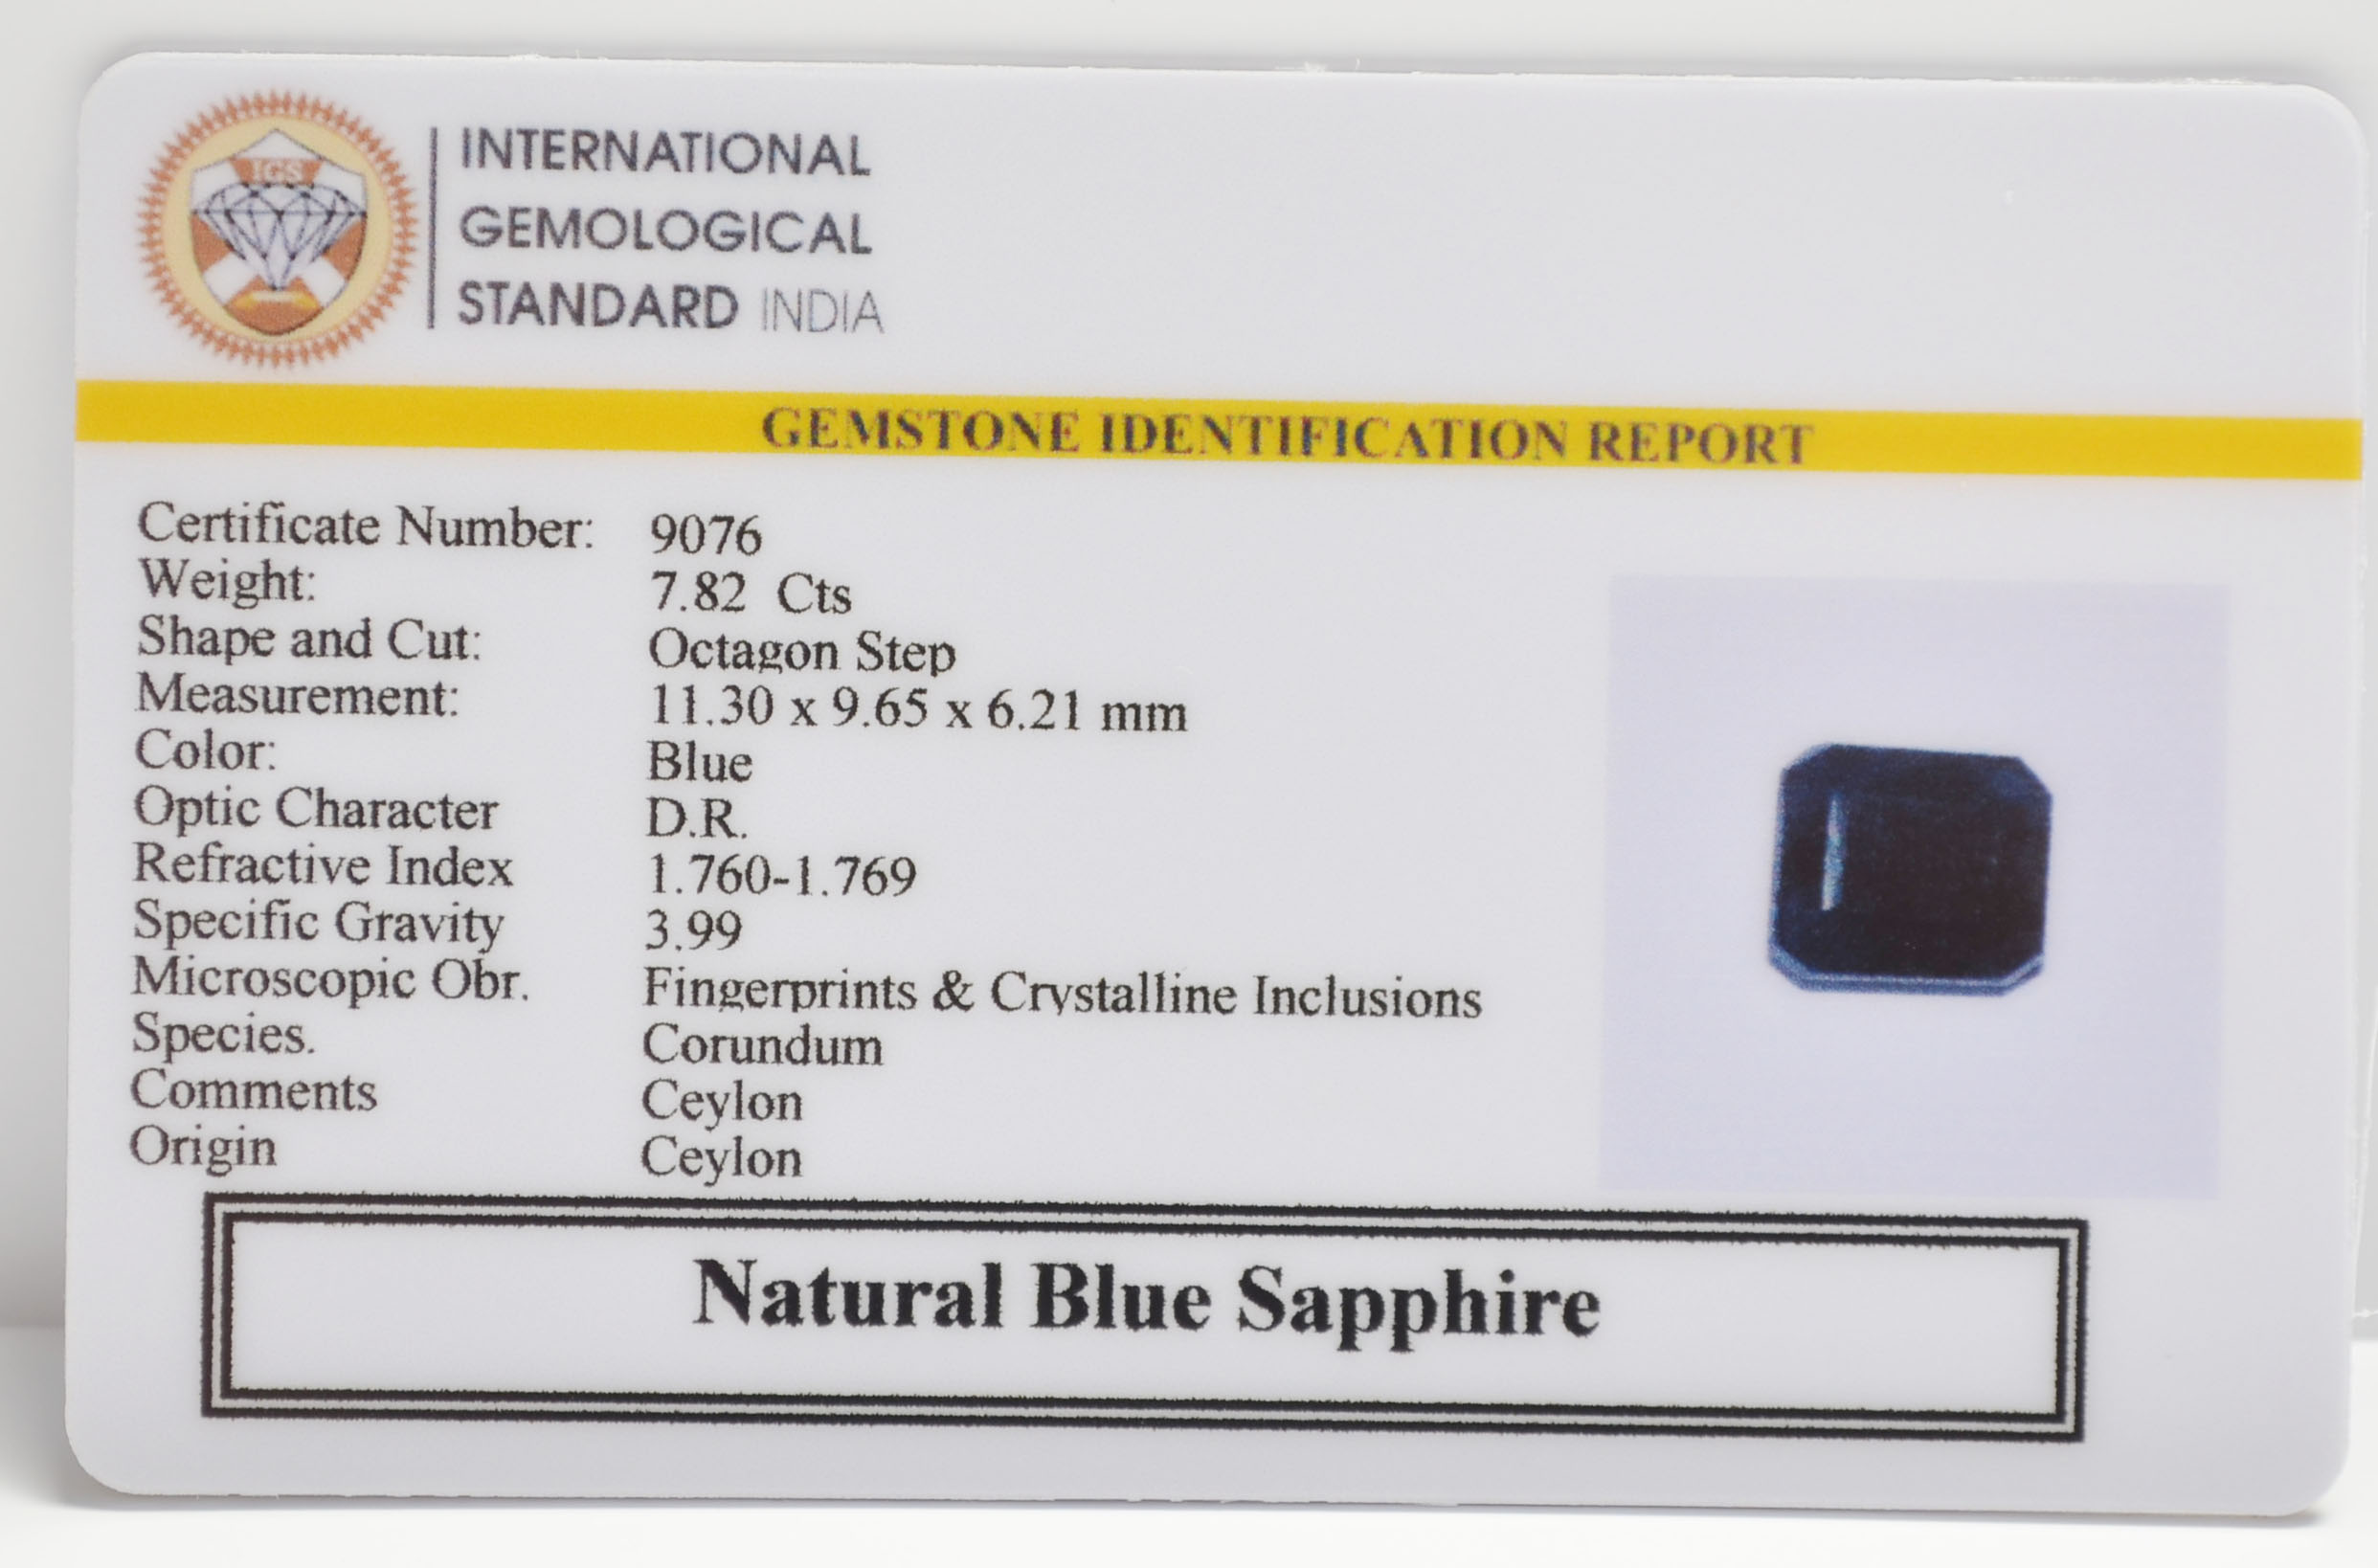 IGS
INTERNATIONAL
GEMOLOGICAL
STANDARD INDIA
GEMSTONE IDENTIFICATION REPORT
Certificate Number: 9076
Weight: 7.82 Cts
Shape and Cut: Octagon Step
Measurement: 11.30 x 9.65 x 6.21 mm
Color: Blue
Optic Character D.R.
Refractive Index 1.760-1.769
Specific Gravity 3.99
Microscopic Obr. Fingerprints & Crystalline Inclusions
Species. Corundum
Comments Ceylon
Origin Ceylon
Natural Blue Sapphire